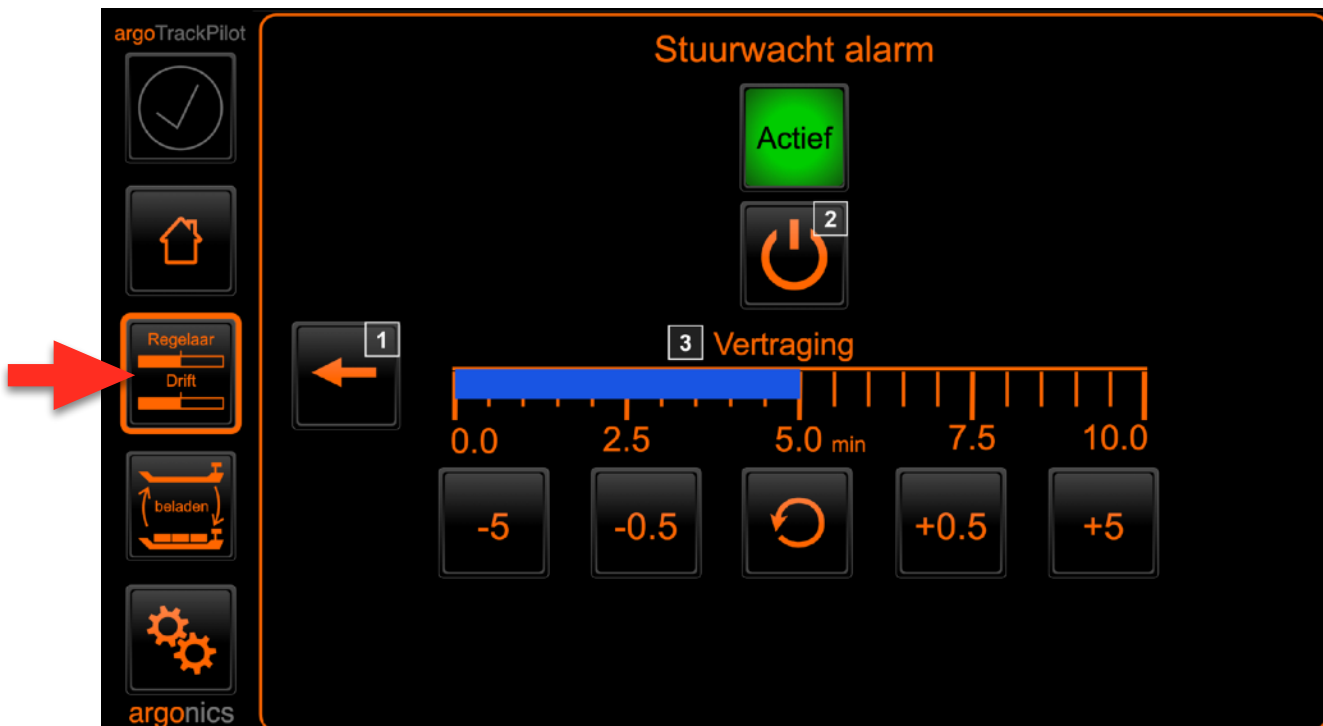 argoTrackPilot
Stuurwacht alarm
Actief
2
Regelaar
Drift
1
3 Vertraging
0.0 2.5 5.0 min 7.5 10.0
beladen
-5 -0.5 +0.5 +5
argonics